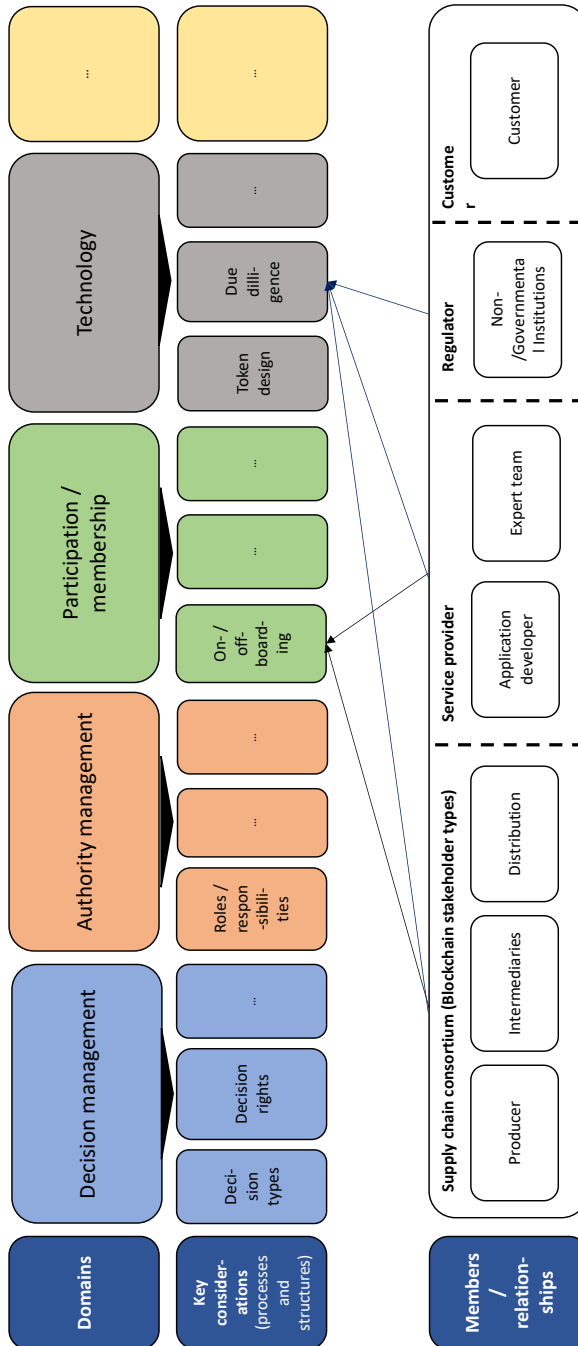 Domains
Decision management
Authority management
Participation /
membership
Technology
...
Key
consider-
ations
(processes
and
structures)
Deci-
sion
types
Decision
rights
...
Roles /
respon
-sibili-
ties
...
...
On- /
off-
board-
ing
...
...
Token
design
Due
dilli-
gence
...
...
Members
/
relation-
ships
Supply chain consortium (Blockchain stakeholder types)
Producer
Intermediaries
Distribution
Service provider
Application
developer
Expert team
Regulator
Non-
/Governmenta
l Institutions
Custome
r
Customer